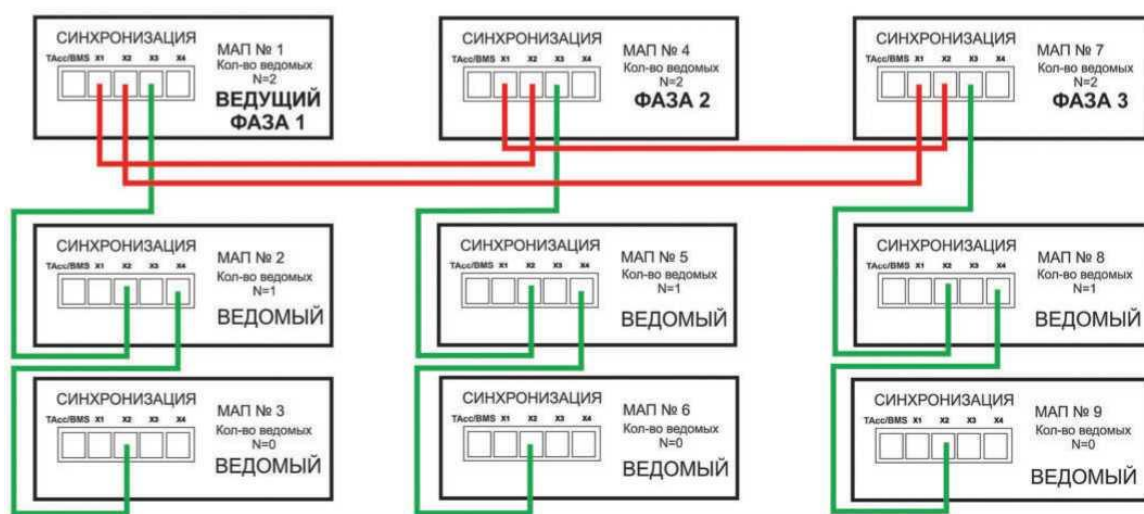 СИНХРОНИЗАЦИЯ
TAcc/BMS X1 X2 X3 X4
МАП № 1
Кол-во ведомых
N=2
ВЕДУЩИЙ
ФАЗА 1
СИНХРОНИЗАЦИЯ
TAcc/BMS X1 X2 X3 X4
МАП № 4
Кол-во ведомых
N=2
ФАЗА 2
СИНХРОНИЗАЦИЯ
TAcc/BMS X1 X2 X3 X4
МАП № 7
Кол-во ведомых
N=2
ФАЗА 3
СИНХРОНИЗАЦИЯ
TAcc/BMS X1 X2 X3 X4
МАП № 2
Кол-во ведомых
N=1
ВЕДОМЫЙ
СИНХРОНИЗАЦИЯ
TAcc/BMS X1 X2 X3 X4
МАП № 5
Кол-во ведомых
N=1
ВЕДОМЫЙ
СИНХРОНИЗАЦИЯ
TAcc/BMS X1 X2 X3 X4
МАП № 8
Кол-во ведомых
N=1
ВЕДОМЫЙ
СИНХРОНИЗАЦИЯ
TAcc/BMS X1 X2 X3 X4
МАП № 3
Кол-во ведомых
N=0
ВЕДОМЫЙ
СИНХРОНИЗАЦИЯ
TAcc/BMS X1 X2 X3 X4
МАП № 6
Кол-во ведомых
N=0
ВЕДОМЫЙ
СИНХРОНИЗАЦИЯ
TAcc/BMS X1 X2 X3 X4
МАП № 9
Кол-во ведомых
N=0
ВЕДОМЫЙ